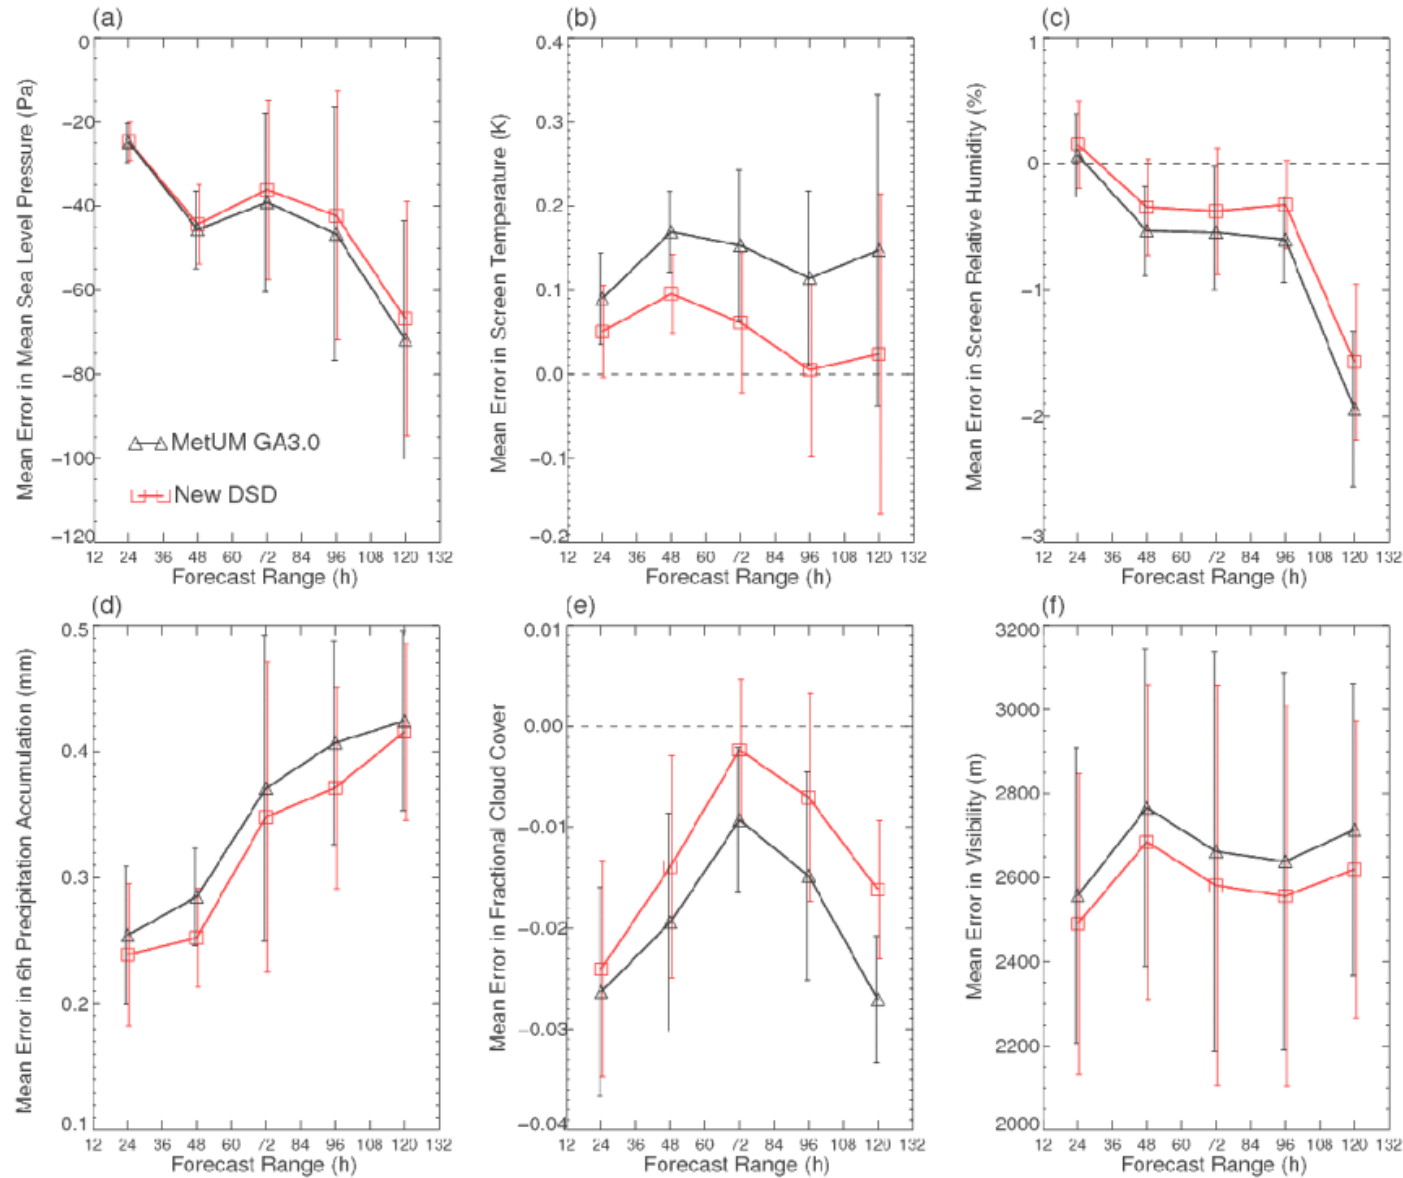 (a)
Mean Error in Mean Sea Level Pressure (Pa)
0
−20
−40
−60
−80
−100
−120
MetUM GA3.0
New DSD
12 24 36 48 60 72 84 96 108 120 132
Forecast Range (h)
(b)
Mean Error in Screen Temperature (K)
0.4
0.3
0.2
0.1
0.0
−0.1
−0.2
12 24 36 48 60 72 84 96 108 120 132
Forecast Range (h)
(c)
Mean Error in Screen Relative Humidity (%)
1
0
−1
−2
−3
12 24 36 48 60 72 84 96 108 120 132
Forecast Range (h)
(d)
Mean Error in 6h Precipitation Accumulation (mm)
0.5
0.4
0.3
0.2
0.1
12 24 36 48 60 72 84 96 108 120 132
Forecast Range (h)
(e)
Mean Error in Fractional Cloud Cover
0.01
0.00
−0.01
−0.02
−0.03
−0.04
12 24 36 48 60 72 84 96 108 120 132
Forecast Range (h)
(f)
Mean Error in Visibility (m)
3200
3000
2800
2600
2400
2200
2000
12 24 36 48 60 72 84 96 108 120 132
Forecast Range (h)